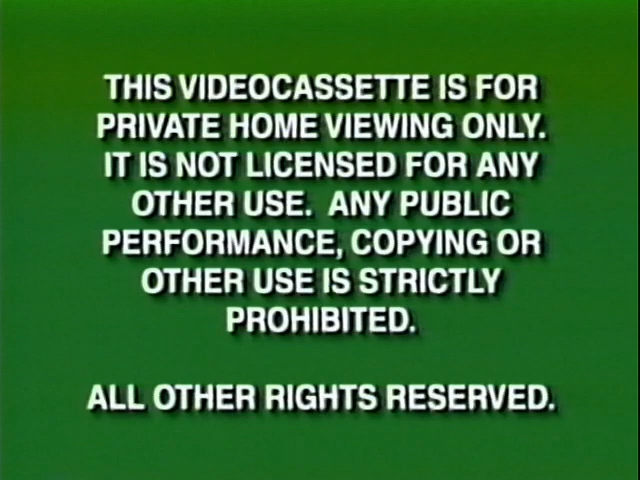 THIS VIDEOCASSETTE IS FOR
PRIVATE HOME VIEWING ONLY.
IT IS NOT LICENSED FOR ANY
OTHER USE.  ANY PUBLIC
PERFORMANCE, COPYING OR
OTHER USE IS STRICTLY
PROHIBITED.
ALL OTHER RIGHTS RESERVED.